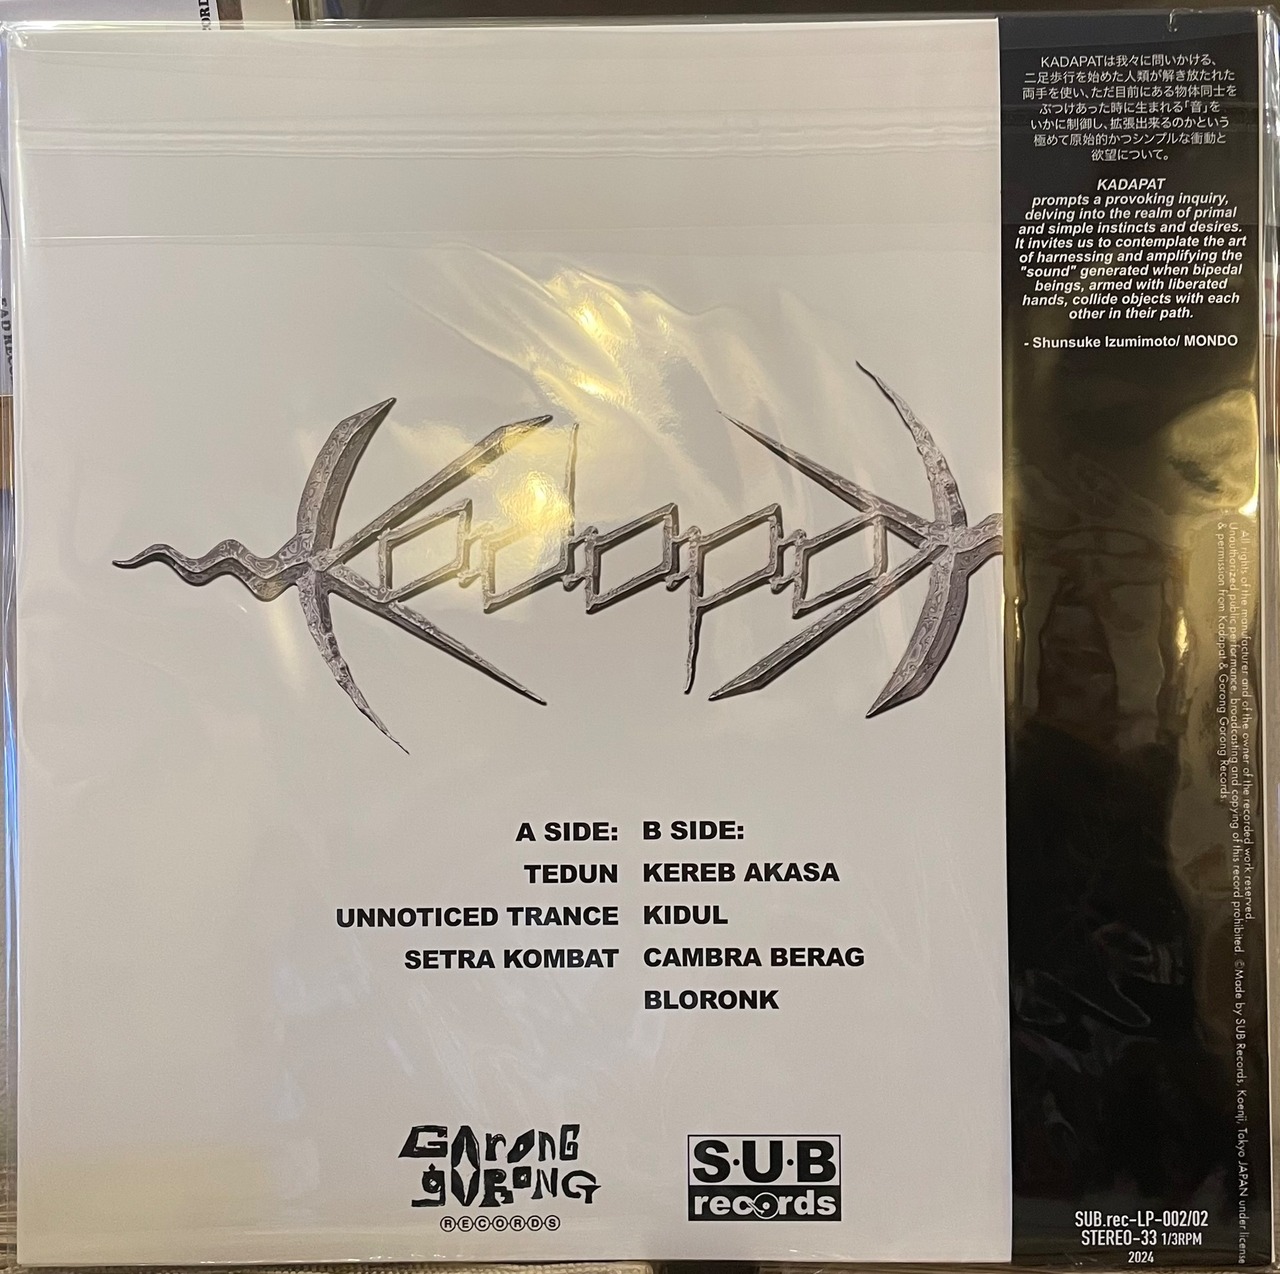 Kadapat
A SIDE:
TEDUN
UNNOTICED TRANCE
SETRA KOMBAT
B SIDE:
KEREB AKASA
KIDUL
CAMBRA BERAG
BLORONK
GORONG
GORONG
RECORDS
S·U·B
records
KADAPATは我々に問いかける、
二足歩行を始めた人類が解き放たれた
両手を使い、ただ目前にある物体同士を
ぶつけあった時に生まれる「音」を
いかに制御し、拡張出来るのかという
極めて原始的かつシンプルな衝動と
欲望について。
KADAPAT
prompts a provoking inquiry,
delving into the realm of primal
and simple instincts and desires.
It invites us to contemplate the art
of harnessing and amplifying the
"sound" generated when bipedal
beings, armed with liberated
hands, collide objects with each
other in their path.
- Shunsuke Izumimoto/ MONDO
All rights of the manufacturer and of the owner of the recorded work reserved.
Unauthorized public performance, broadcasting and copying of this record prohibited. ©Made by SUB Records, Koenji, Tokyo JAPAN under license
& permission from Kadapat & Gorong Gorong Records.
SUB.rec-LP-002/02
STEREO-33 1/3RPM
2024